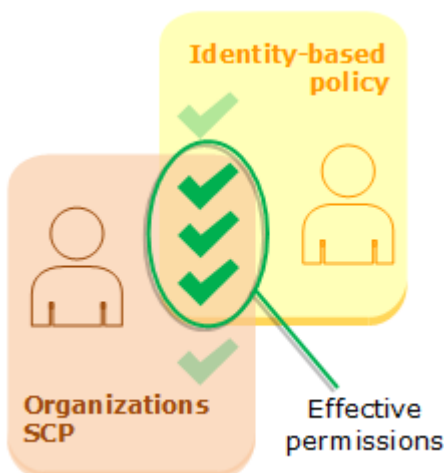 Identity-based
policy
Organizations
SCP
Effective
permissions